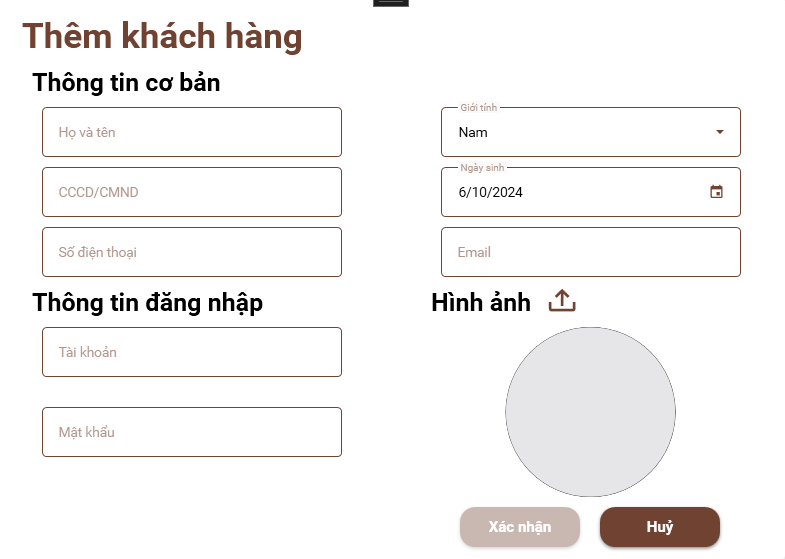 Thêm khách hàng
Thông tin cơ bản
Họ và tên
Giới tính
Nam
CCCD/CMND
Ngày sinh
6/10/2024
Số điện thoại
Email
Thông tin đăng nhập
Hình ảnh
Tài khoản
Mật khẩu
Xác nhận
Huỷ